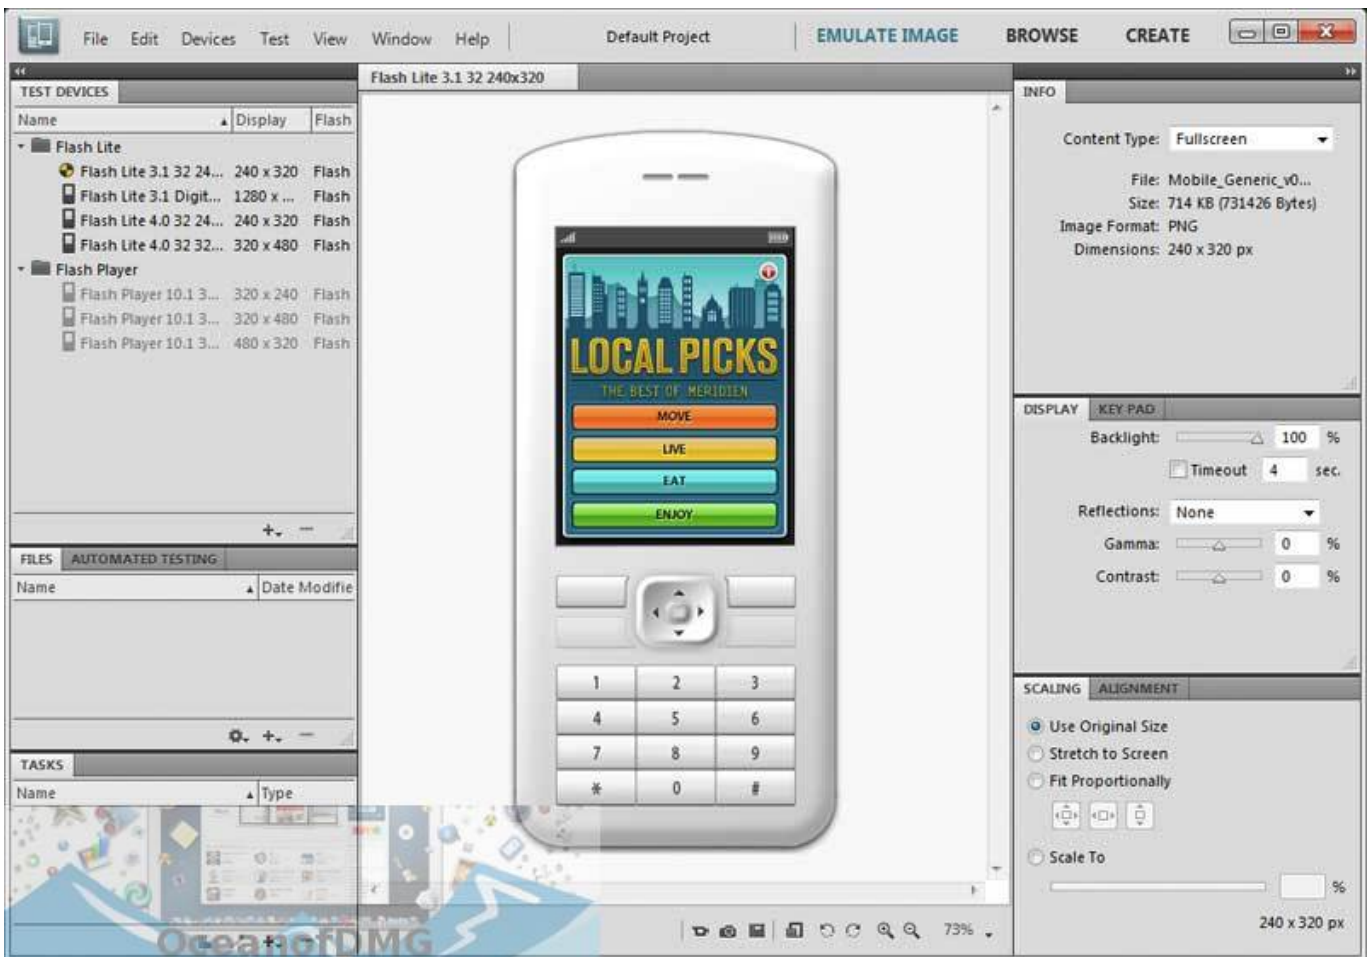 File Edit Devices Test View Window Help Default Project EMULATE IMAGE BROWSE CREATE
TEST DEVICES
Name Display Flash
Flash Lite
Flash Lite 3.1 32 24... 240 x 320 Flash
Flash Lite 3.1 Digit... 1280 x ... Flash
Flash Lite 4.0 32 24... 240 x 320 Flash
Flash Lite 4.0 32 32... 320 x 480 Flash
Flash Player
Flash Player 10.1 3... 320 x 240 Flash
Flash Player 10.1 3... 320 x 480 Flash
Flash Player 10.1 3... 480 x 320 Flash
FILES AUTOMATED TESTING
Name Date Modifie
TASKS
Name Type
OceanofDMG
Flash Lite 3.1 32 240x320
LOCAL PICKS
THE BEST OF MERIDIEN
MOVE
LIVE
EAT
ENJOY
1 2 3
4 5 6
7 8 9
* 0 #
73%
INFO
Content Type: Fullscreen
File: Mobile_Generic_v0...
Size: 714 KB (731426 Bytes)
Image Format: PNG
Dimensions: 240 x 320 px
DISPLAY KEY PAD
Backlight: 100 %
Timeout 4 sec.
Reflections: None
Gamma: 0 %
Contrast: 0 %
SCALING ALIGNMENT
Use Original Size
Stretch to Screen
Fit Proportionally
Scale To
%
240 x 320 px